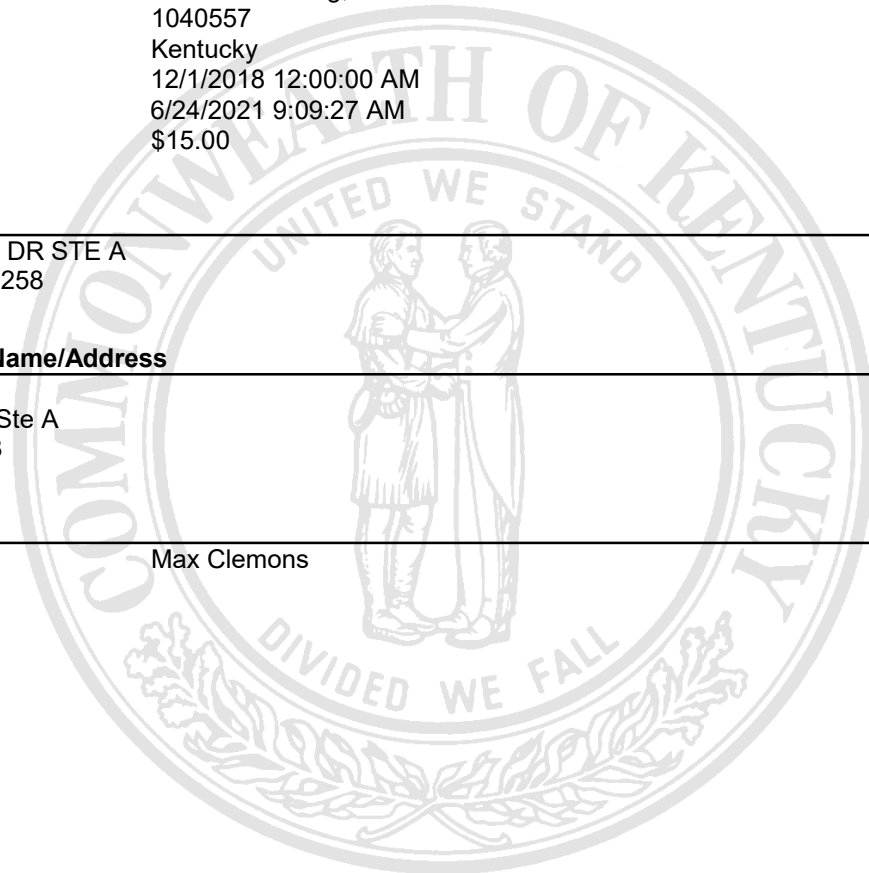 1040557
Kentucky
12/1/2018 12:00:00 AM
6/24/2021 9:09:27 AM
$15.00
COMMONWEALTH OF KENTUCKY
UNITED WE STAND
DR STE A
258
Name/Address
Ste A
Max Clemons
DIVIDED WE FALL